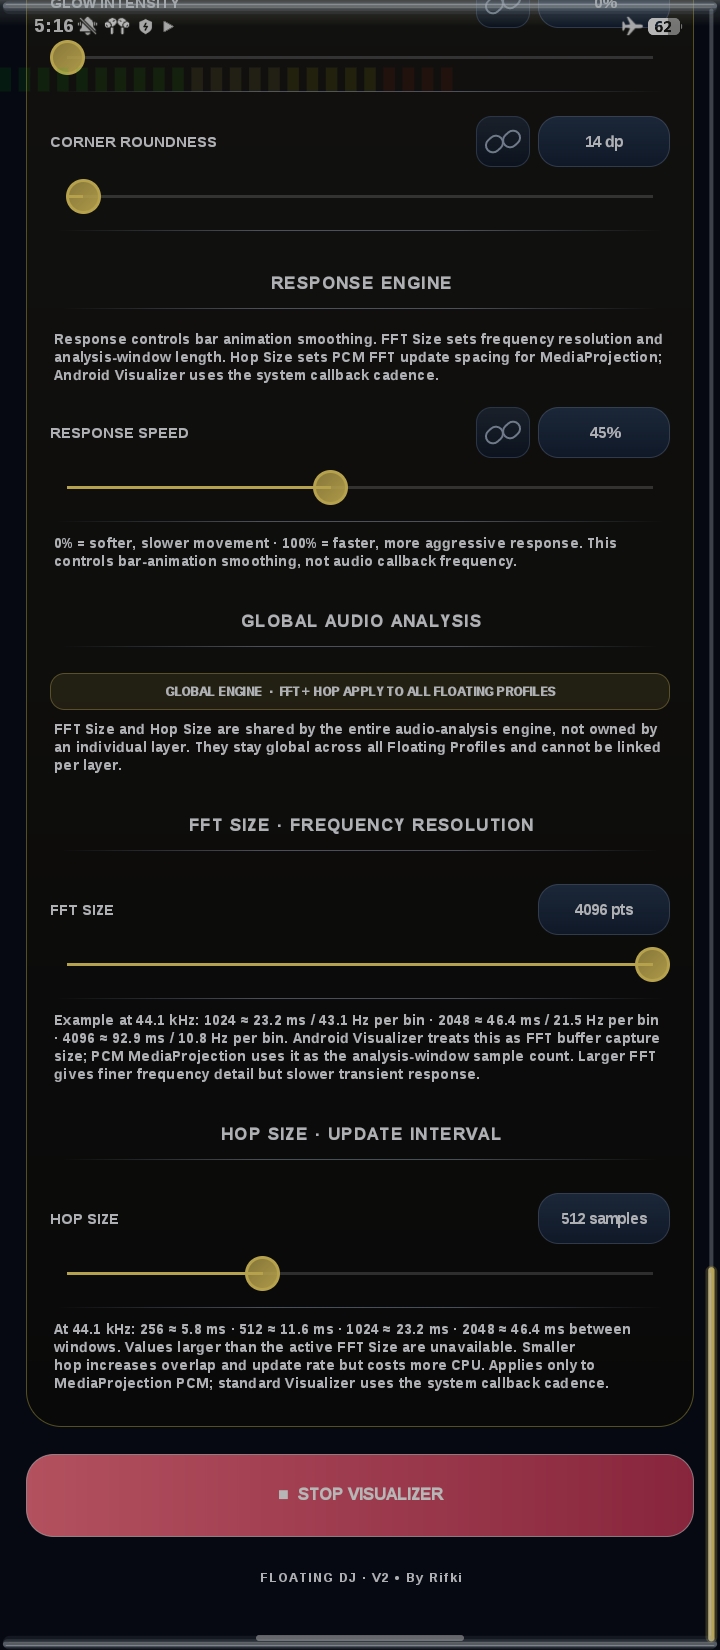 GLOW INTENSITY
0%
5:16
62
CORNER ROUNDNESS
14 dp
RESPONSE ENGINE
Response controls bar animation smoothing. FFT Size sets frequency resolution and
analysis-window length. Hop Size sets PCM FFT update spacing for MediaProjection;
Android Visualizer uses the system callback cadence.
RESPONSE SPEED
45%
0% = softer, slower movement · 100% = faster, more aggressive response. This
controls bar-animation smoothing, not audio callback frequency.
GLOBAL AUDIO ANALYSIS
GLOBAL ENGINE · FFT + HOP APPLY TO ALL FLOATING PROFILES
FFT Size and Hop Size are shared by the entire audio-analysis engine, not owned by
an individual layer. They stay global across all Floating Profiles and cannot be linked
per layer.
FFT SIZE · FREQUENCY RESOLUTION
FFT SIZE
4096 pts
Example at 44.1 kHz: 1024 ≈ 23.2 ms / 43.1 Hz per bin · 2048 ≈ 46.4 ms / 21.5 Hz per bin
· 4096 ≈ 92.9 ms / 10.8 Hz per bin. Android Visualizer treats this as FFT buffer capture
size; PCM MediaProjection uses it as the analysis-window sample count. Larger FFT
gives finer frequency detail but slower transient response.
HOP SIZE · UPDATE INTERVAL
HOP SIZE
512 samples
At 44.1 kHz: 256 ≈ 5.8 ms · 512 ≈ 11.6 ms · 1024 ≈ 23.2 ms · 2048 ≈ 46.4 ms between
windows. Values larger than the active FFT Size are unavailable. Smaller
hop increases overlap and update rate but costs more CPU. Applies only to
MediaProjection PCM; standard Visualizer uses the system callback cadence.
■ STOP VISUALIZER
FLOATING DJ · V2 • By Rifki